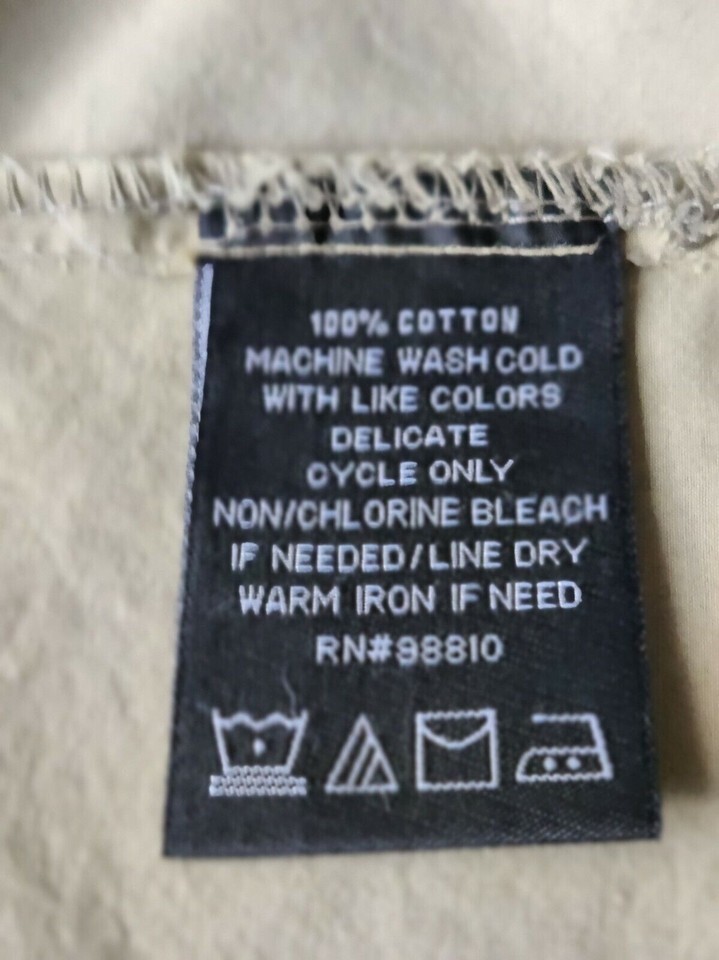 100% COTTON
MACHINE WASH COLD
WITH LIKE COLORS
DELICATE
CYCLE ONLY
NON/CHLORINE BLEACH
IF NEEDED/LINE DRY
WARM IRON IF NEED
RN#98810